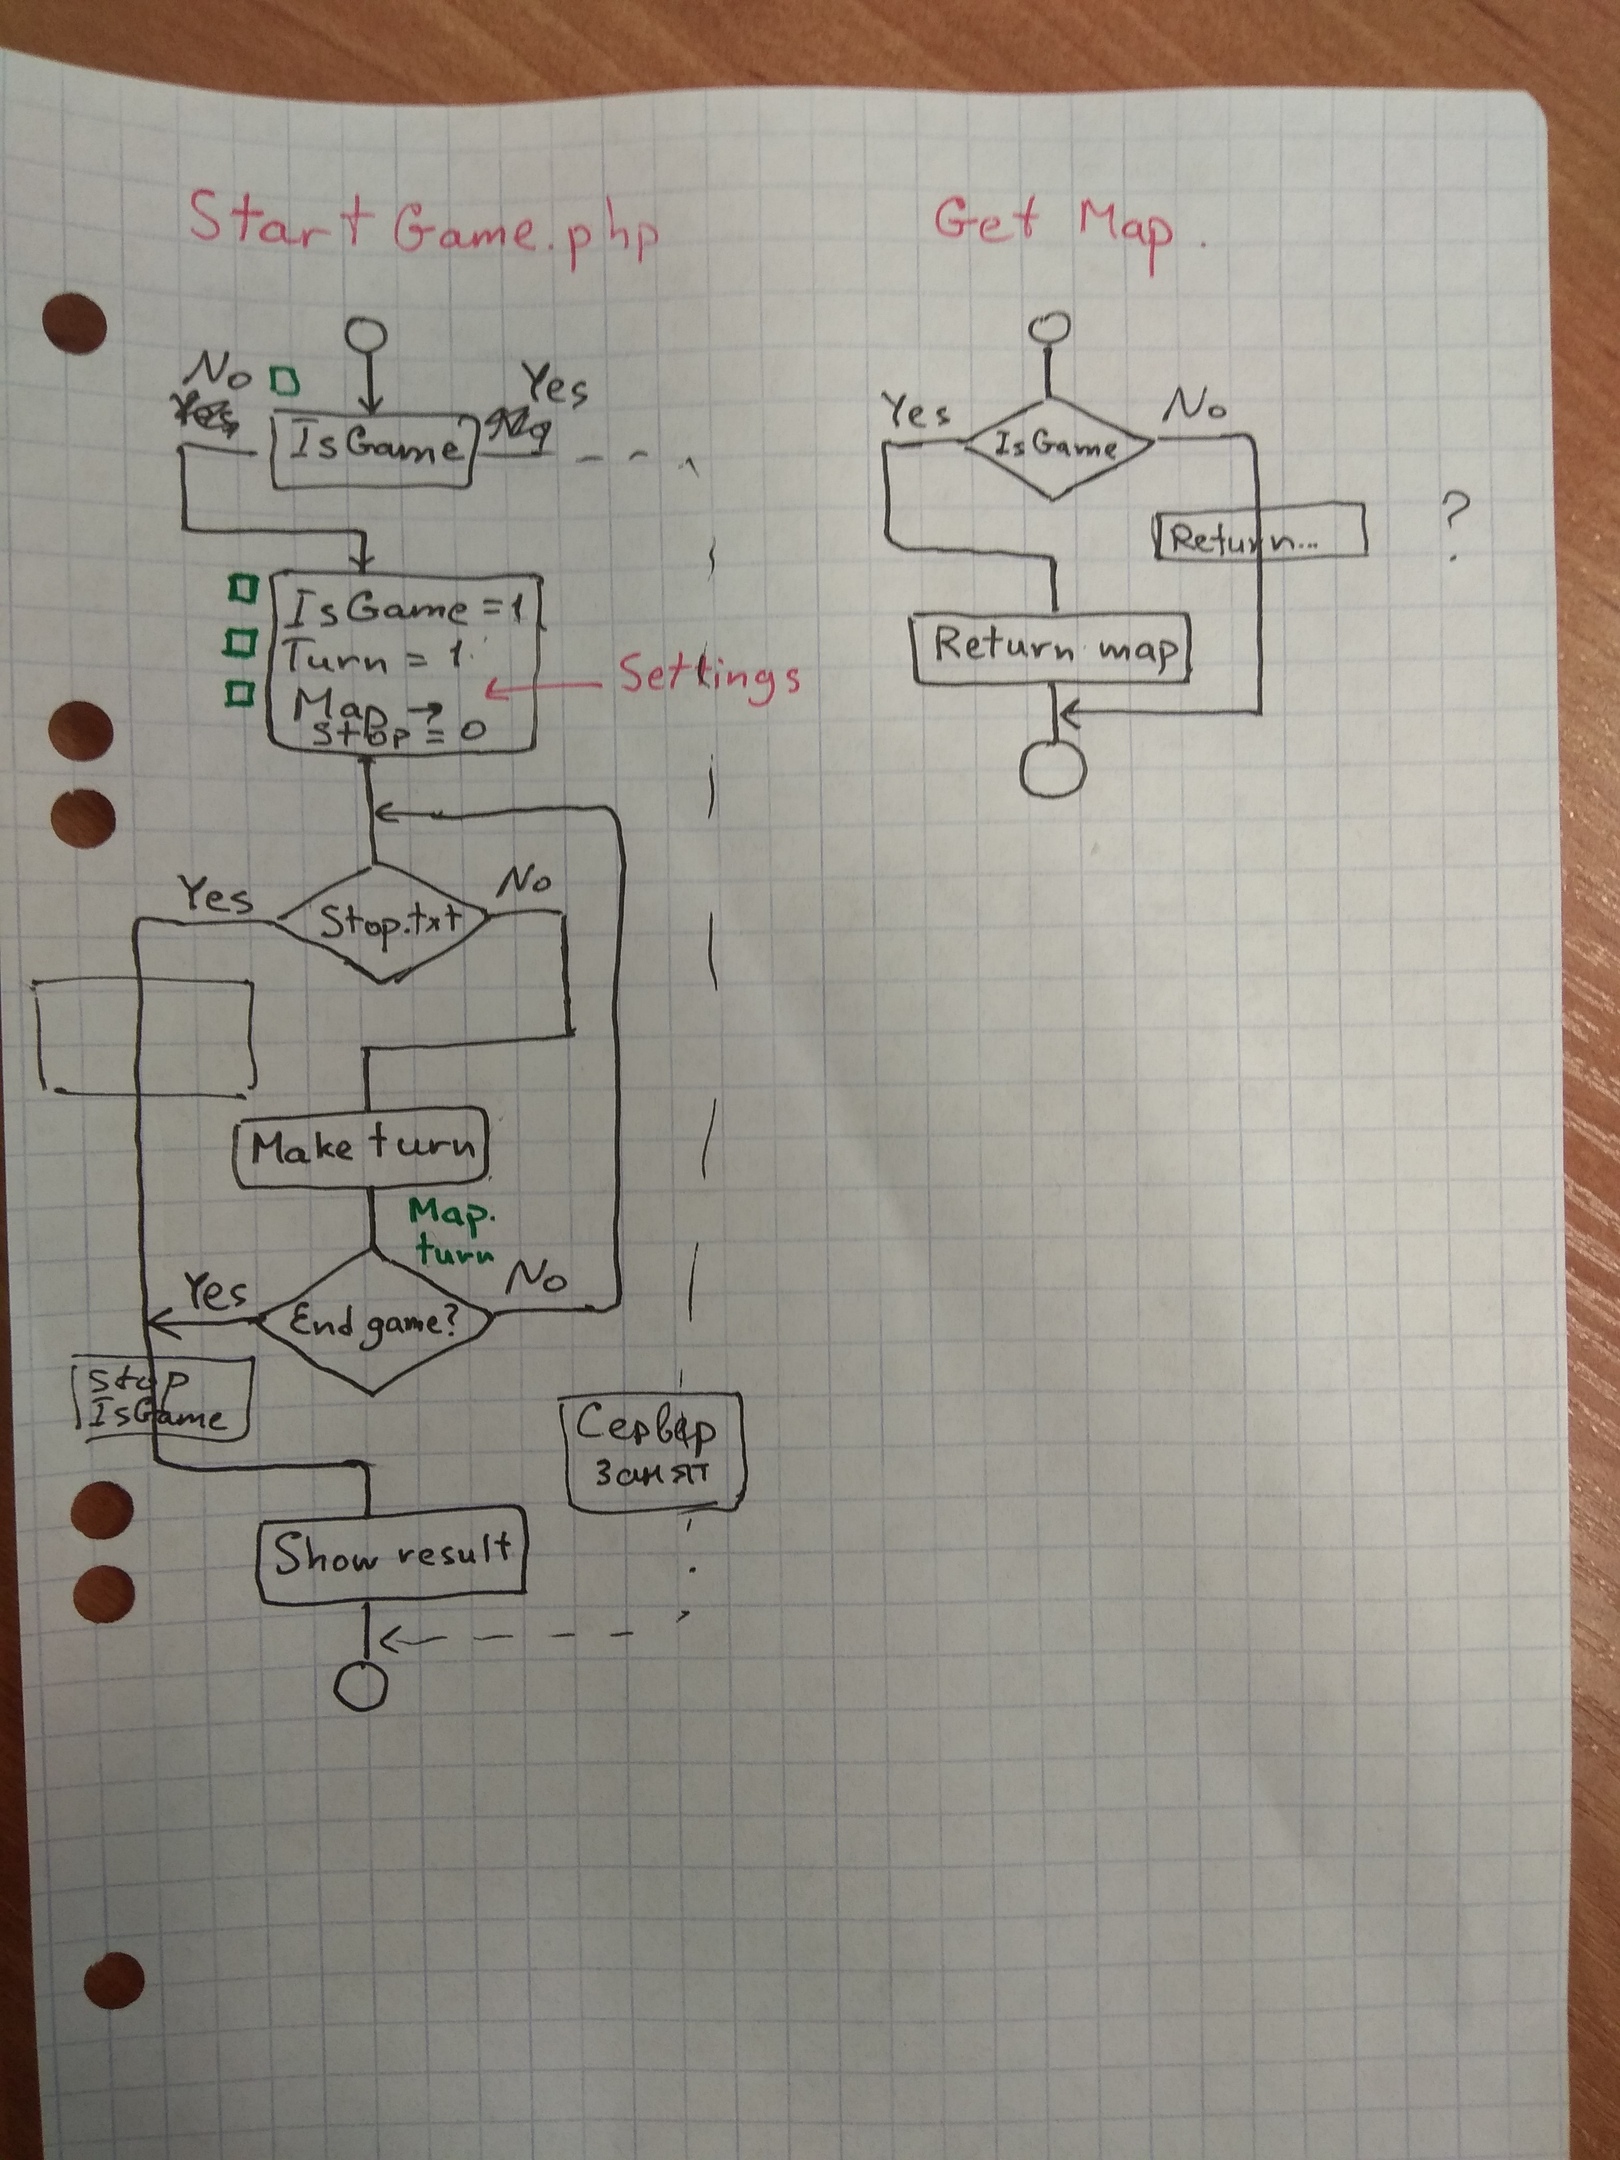 Start Game.php
No
Yes
Yes
No
IsGame
IsGame = 1
Turn = 1
Map →
Stop = 0
Settings
Yes
No
Stop.txt
Make turn
Map.
turn
Yes
No
End game?
Stop
IsGame
Сервер
занят
Show result
Get Map.
Yes
No
IsGame
Return...
?
Return map